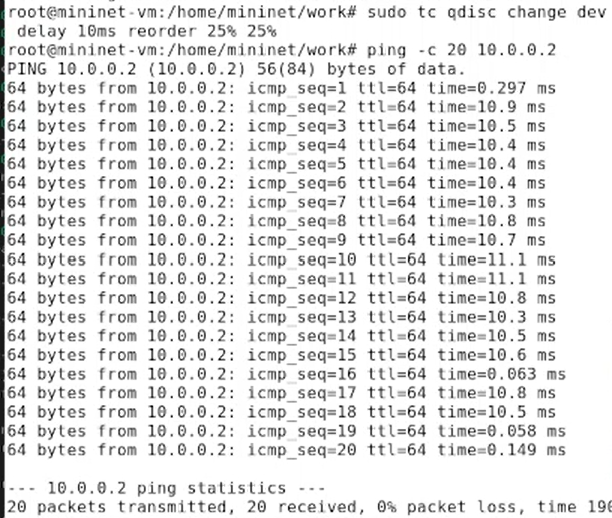 root@mininet-vm:/home/mininet/work# sudo tc qdisc change dev
delay 10ms reorder 25% 25%
root@mininet-vm:/home/mininet/work# ping -c 20 10.0.0.2
PING 10.0.0.2 (10.0.0.2) 56(84) bytes of data.
64 bytes from 10.0.0.2: icmp_seq=1 ttl=64 time=0.297 ms
64 bytes from 10.0.0.2: icmp_seq=2 ttl=64 time=10.9 ms
64 bytes from 10.0.0.2: icmp_seq=3 ttl=64 time=10.5 ms
64 bytes from 10.0.0.2: icmp_seq=4 ttl=64 time=10.4 ms
64 bytes from 10.0.0.2: icmp_seq=5 ttl=64 time=10.4 ms
64 bytes from 10.0.0.2: icmp_seq=6 ttl=64 time=10.4 ms
64 bytes from 10.0.0.2: icmp_seq=7 ttl=64 time=10.3 ms
64 bytes from 10.0.0.2: icmp_seq=8 ttl=64 time=10.8 ms
64 bytes from 10.0.0.2: icmp_seq=9 ttl=64 time=10.7 ms
64 bytes from 10.0.0.2: icmp_seq=10 ttl=64 time=11.1 ms
64 bytes from 10.0.0.2: icmp_seq=11 ttl=64 time=11.1 ms
64 bytes from 10.0.0.2: icmp_seq=12 ttl=64 time=10.8 ms
64 bytes from 10.0.0.2: icmp_seq=13 ttl=64 time=10.3 ms
64 bytes from 10.0.0.2: icmp_seq=14 ttl=64 time=10.5 ms
64 bytes from 10.0.0.2: icmp_seq=15 ttl=64 time=10.6 ms
64 bytes from 10.0.0.2: icmp_seq=16 ttl=64 time=0.063 ms
64 bytes from 10.0.0.2: icmp_seq=17 ttl=64 time=10.8 ms
64 bytes from 10.0.0.2: icmp_seq=18 ttl=64 time=10.5 ms
64 bytes from 10.0.0.2: icmp_seq=19 ttl=64 time=0.058 ms
64 bytes from 10.0.0.2: icmp_seq=20 ttl=64 time=0.149 ms
--- 10.0.0.2 ping statistics ---
20 packets transmitted, 20 received, 0% packet loss, time